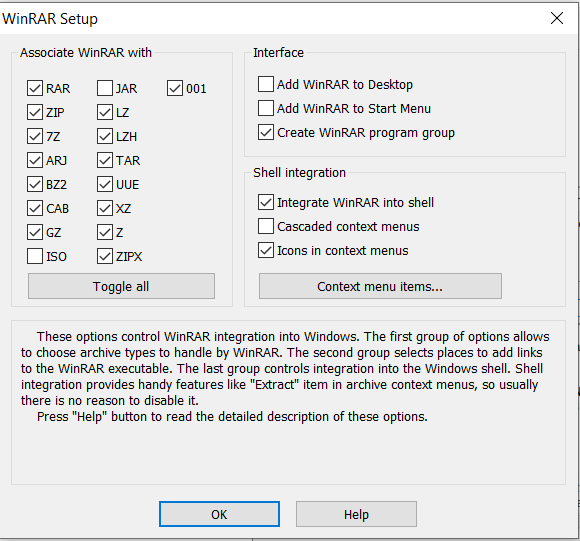 WinRAR Setup
Associate WinRAR with
RAR
JAR
001
ZIP
LZ
7Z
LZH
ARJ
TAR
BZ2
UUE
CAB
XZ
GZ
Z
ISO
ZIPX
Toggle all
Interface
Add WinRAR to Desktop
Add WinRAR to Start Menu
Create WinRAR program group
Shell integration
Integrate WinRAR into shell
Cascaded context menus
Icons in context menus
Context menu items...
These options control WinRAR integration into Windows. The first group of options allows
to choose archive types to handle by WinRAR. The second group selects places to add links
to the WinRAR executable. The last group controls integration into the Windows shell. Shell
integration provides handy features like "Extract" item in archive context menus, so usually
there is no reason to disable it.
Press "Help" button to read the detailed description of these options.
OK
Help